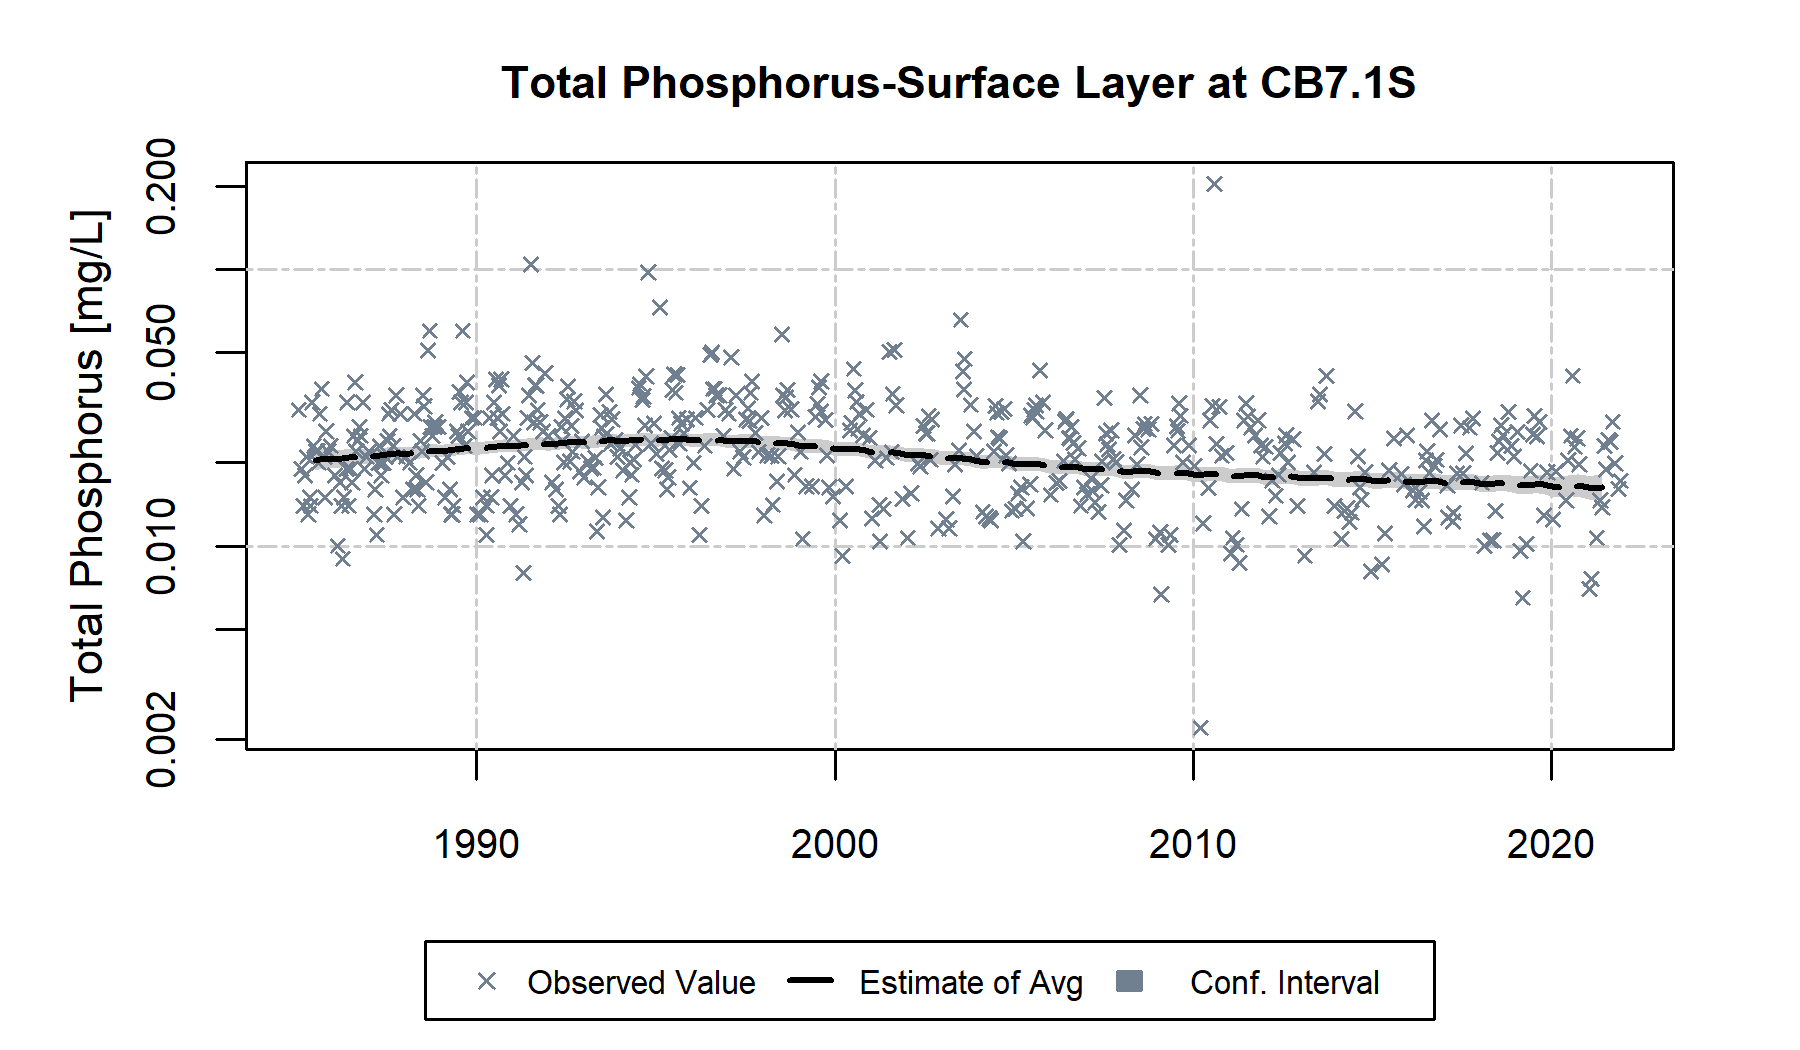 Total Phosphorus-Surface Layer at CB7.1S
Total Phosphorus [mg/L]
0.200
0.050
0.010
0.002
1990 2000 2010 2020
Observed Value Estimate of Avg Conf. Interval